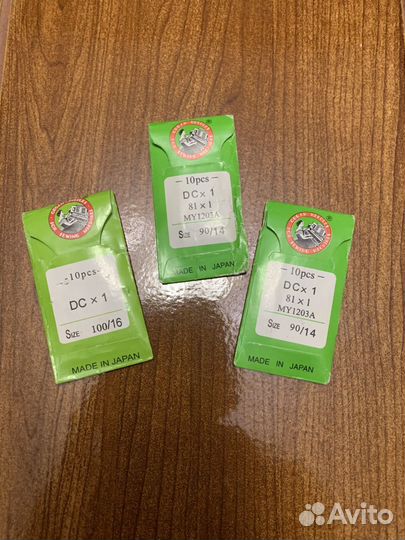 10pcs
DC x 1
81 x 1
MY1203A
SIZE 90/14
MADE IN JAPAN
10pcs
DC x 1
SIZE 100/16
MADE IN JAPAN
10pcs
DC x 1
81 x 1
MY1203A
SIZE 90/14
MADE IN JAPAN
Avito